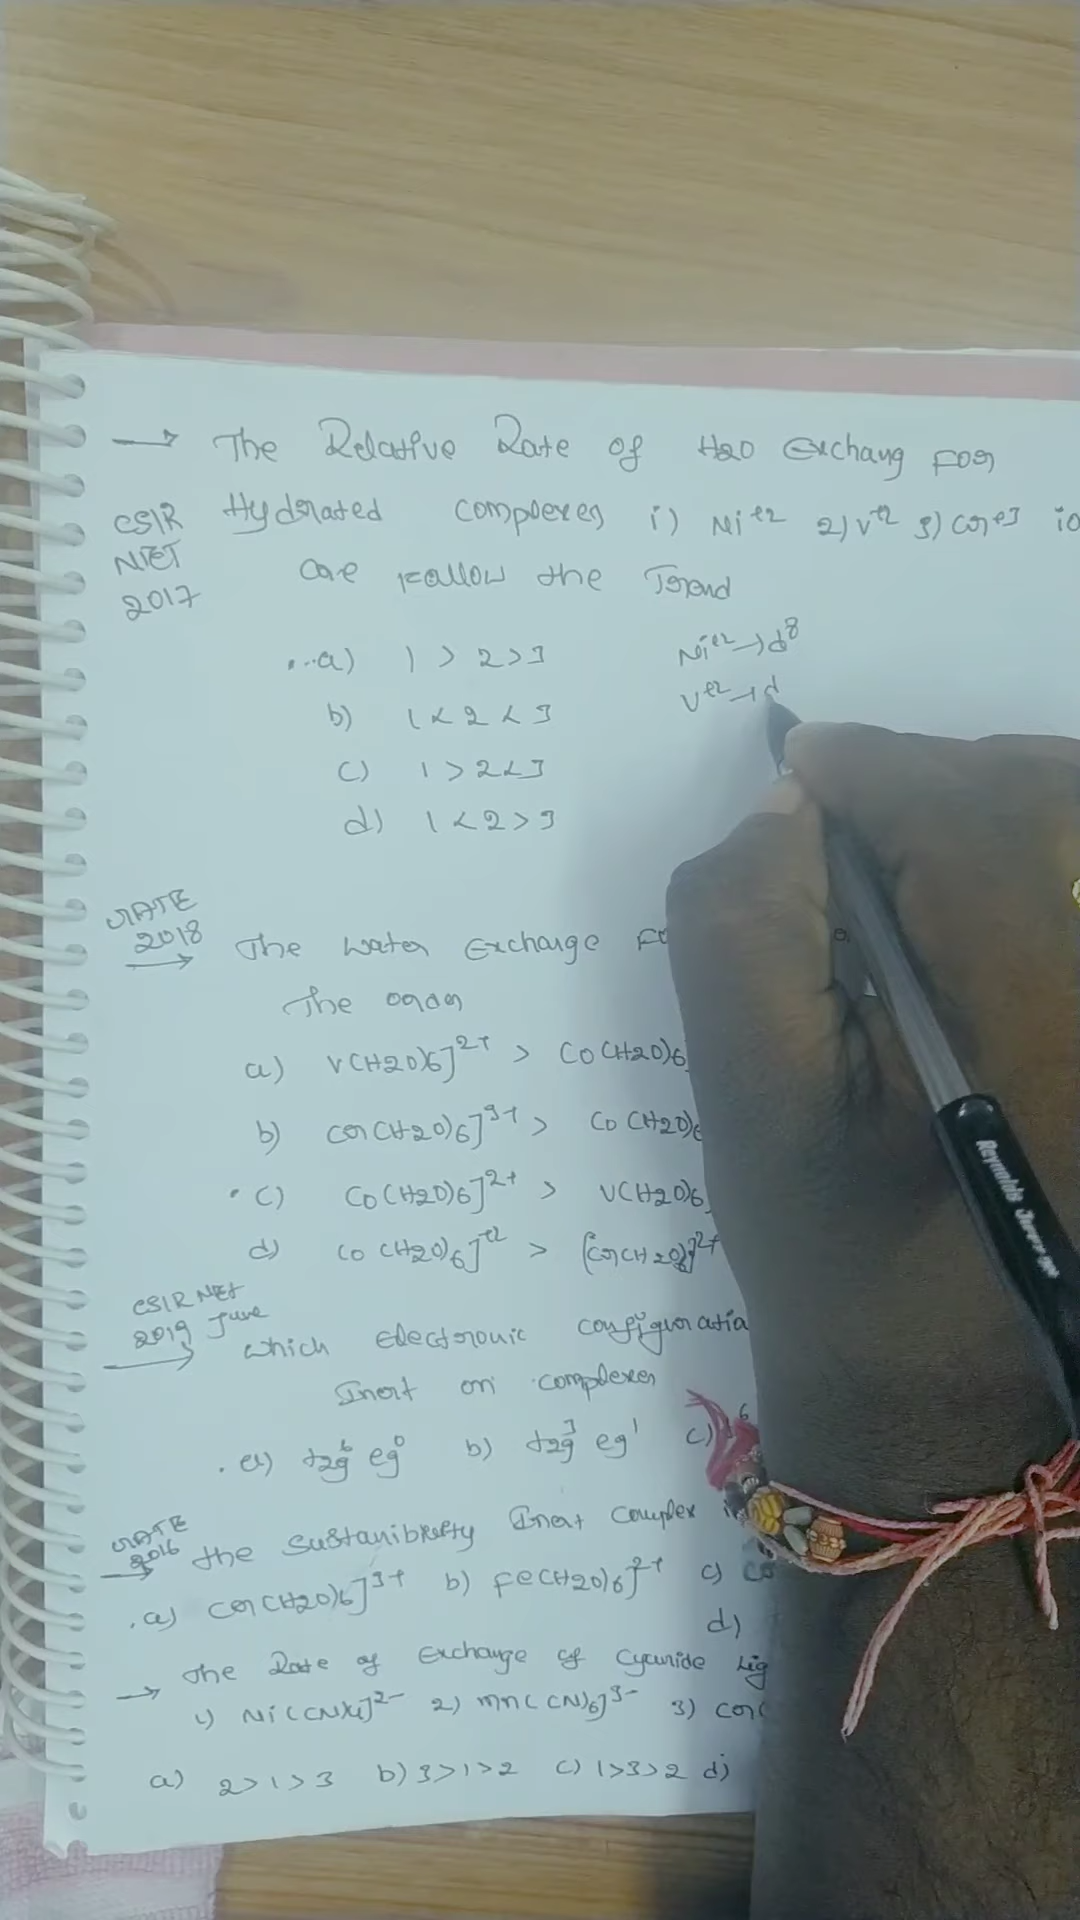 → The Relative Rate of H2O Exchang For
CSIR NET 2017
Hydrated complexes i) Ni+2 2) V+2 3) Cr+3 io
are Follow the Trend
a) 1 > 2 > 3
b) 1 < 2 < 3
c) 1 > 2 < 3
d) 1 < 2 > 3
Ni+2 → d8
V+2 → d
GATE 2018
→ The water Exchange
The order
a) V(H2O)6]2+ > Co(H2O)6
b) Cr(H2O)6]3+ > Co(H2O)6
c) Co(H2O)6]2+ > V(H2O)6
d) Co(H2O)6]+2 > [Cr(H2O)6]2+
CSIR NET 2019 June
→ which electronic configuratio
Inert on complexes
a) t2g6 eg0 b) t2g3 eg1 c) 6
GATE 2016
→ the Inert Complex
a) Cr(H2O)6]3+ b) Fe(H2O)6]2+ c) Co
d)
→ The Rate of Exchange of Cyanide Lig
1) Ni(CN)4]2- 2) Mn(CN)6]3- 3) Cr(
a) 2>1>3 b) 3>1>2 c) 1>3>2 d)
Reynolds